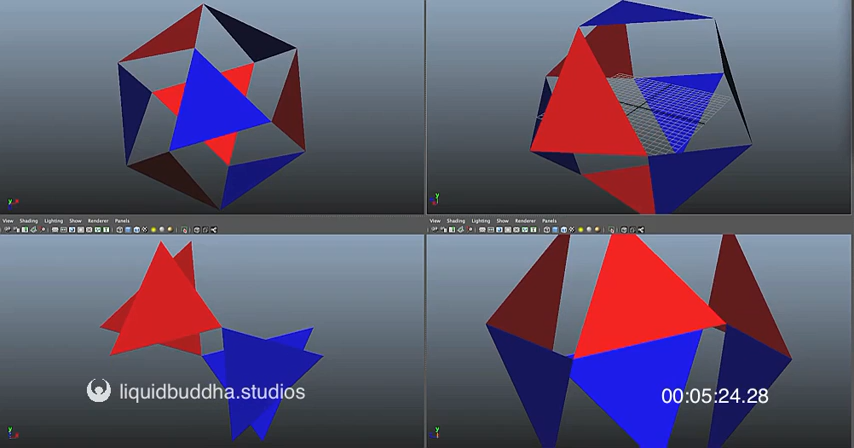 View Shading Lighting Show Renderer Panels
View Shading Lighting Show Renderer Panels
liquidbuddha.studios
00:05:24.28